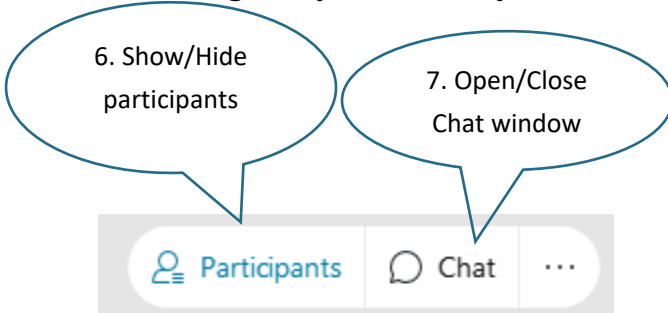 6. Show/Hide
participants
7. Open/Close
Chat window
Participants
Chat
...